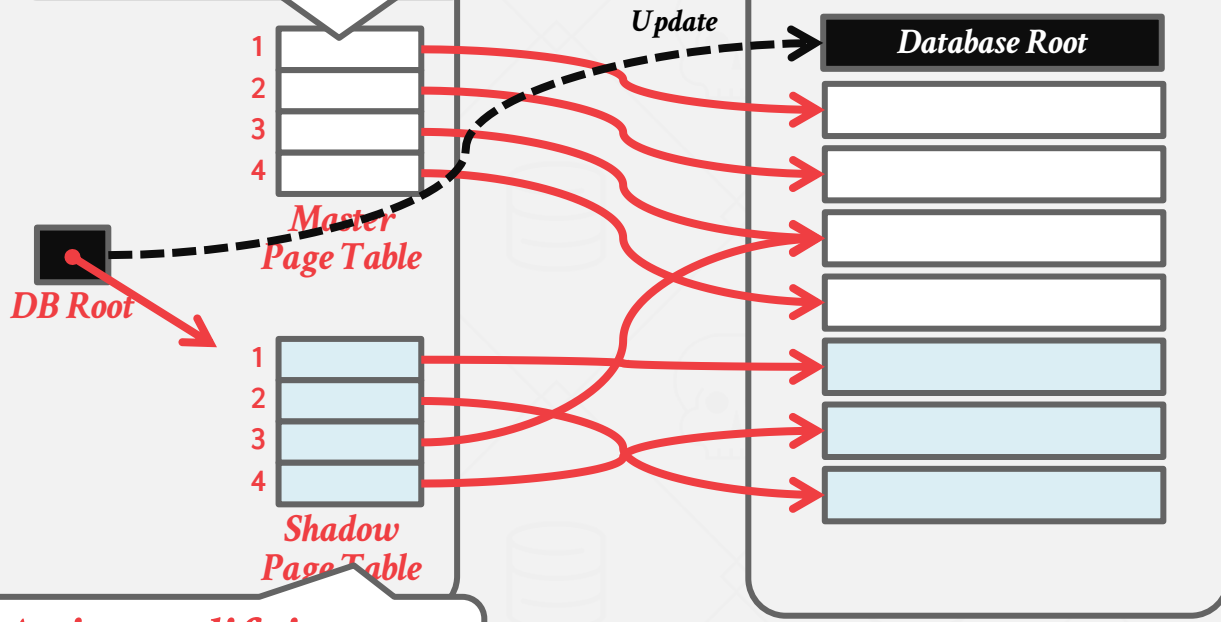 Update
Database Root
1
2
3
4
Master
Page Table
DB Root
1
2
3
4
Shadow
Page Table